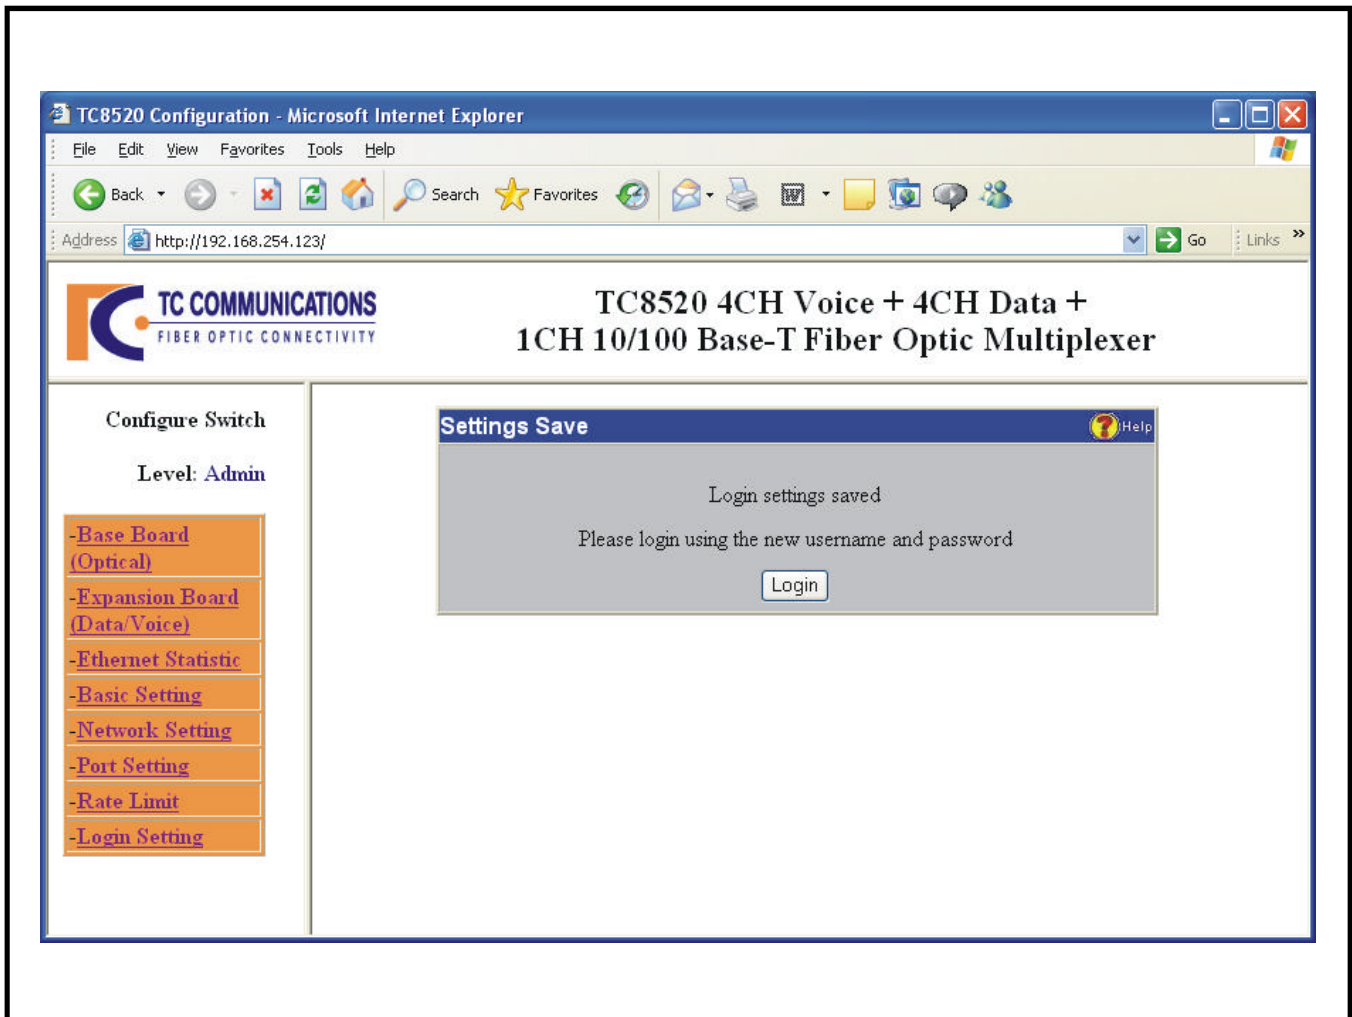 TC8520 Configuration - Microsoft Internet Explorer
File Edit View Favorites Tools Help
Back Search Favorites
Address http://192.168.254.123/ Go Links »
TC COMMUNICATIONS
FIBER OPTIC CONNECTIVITY
TC8520 4CH Voice + 4CH Data +
1CH 10/100 Base-T Fiber Optic Multiplexer
Configure Switch
Level: Admin
-Base Board
(Optical)
-Expansion Board
(Data/Voice)
-Ethernet Statistic
-Basic Setting
-Network Setting
-Port Setting
-Rate Limit
-Login Setting
Settings Save ? Help
Login settings saved
Please login using the new username and password
Login